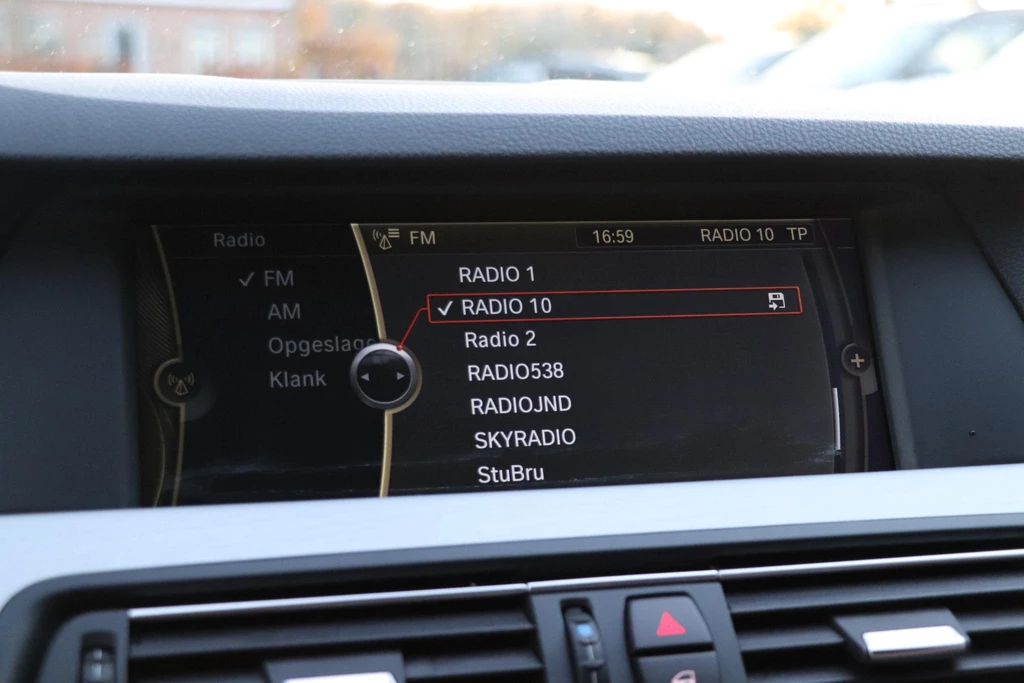 Radio
FM
AM
Opgeslage
Klank
FM
16:59
RADIO 10 TP
RADIO 1
RADIO 10
Radio 2
RADIO538
RADIOJND
SKYRADIO
StuBru